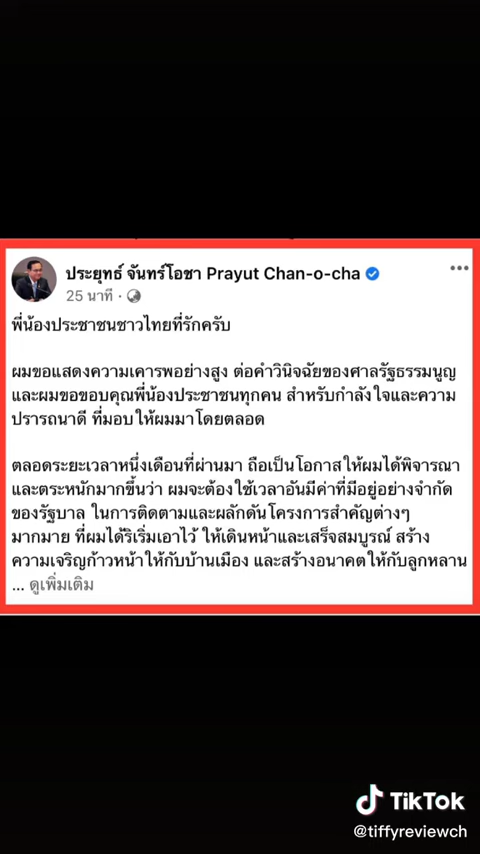 ประยุทธ์ จันทร์โอชา Prayut Chan-o-cha
25 นาที ·
พี่น้องประชาชนชาวไทยที่รักครับ
ผมขอแสดงความเคารพอย่างสูง ต่อคำวินิจฉัยของศาลรัฐธรรมนูญ
และผมขอขอบคุณพี่น้องประชาชนทุกคน สำหรับกำลังใจและความ
ปรารถนาดี ที่มอบให้ผมมาโดยตลอด
ตลอดระยะเวลาหนึ่งเดือนที่ผ่านมา ถือเป็นโอกาสให้ผมได้พิจารณา
และตระหนักมากขึ้นว่า ผมจะต้องใช้เวลาอันมีค่าที่มีอยู่อย่างจำกัด
ของรัฐบาล ในการติดตามและผลักดันโครงการสำคัญต่างๆ
มากมาย ที่ผมได้ริเริ่มเอาไว้ ให้เดินหน้าและเสร็จสมบูรณ์ สร้าง
ความเจริญก้าวหน้าให้กับบ้านเมือง และสร้างอนาคตให้กับลูกหลาน
... ดูเพิ่มเติม
TikTok
@tiffyreviewch